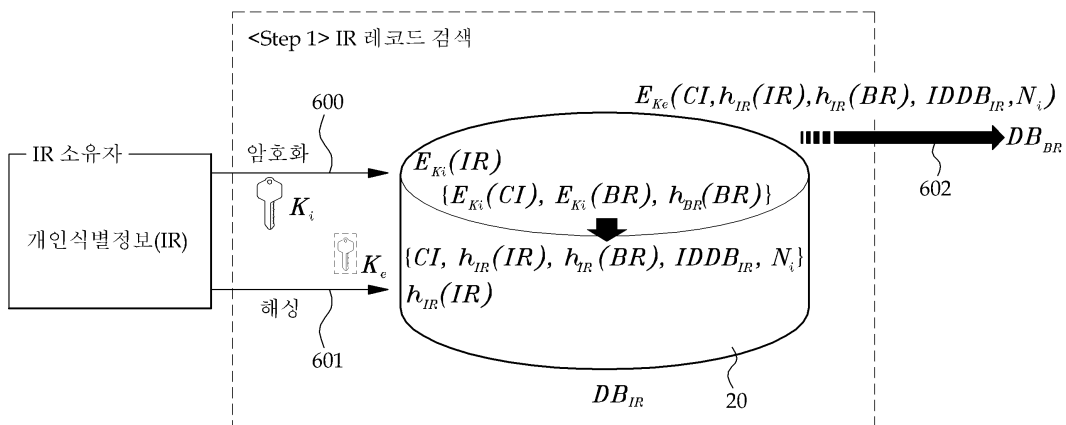 <Step 1> IR 레코드 검색
E_Ke(CI,h_IR(IR),h_IR(BR), IDDB_IR,N_i)
600
IR 소유자
암호화
E_Ki(IR)
DB_BR
602
{E_Ki(CI), E_Ki(BR), h_BR(BR)}
K_i
개인식별정보(IR)
K_e
{CI, h_IR(IR), h_IR(BR), IDDB_IR, N_i}
h_IR(IR)
해싱
601
20
DB_IR